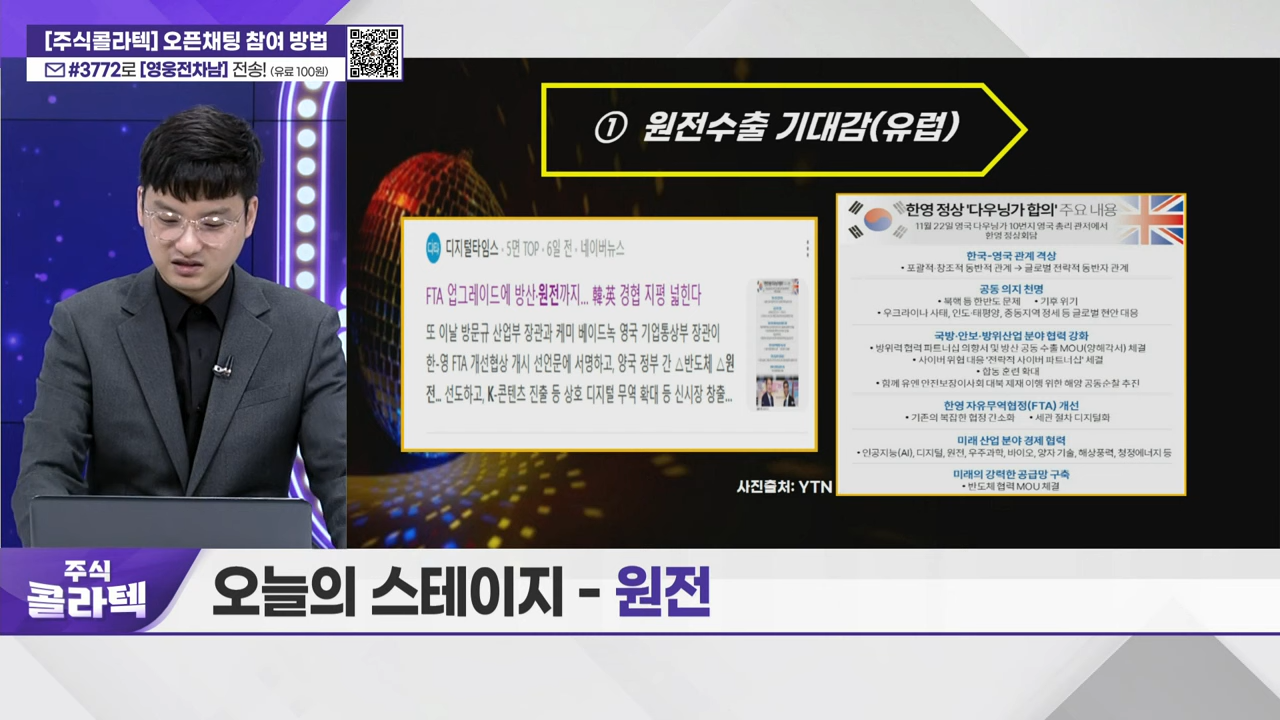 [주식콜라텍] 오픈채팅 참여 방법
#3772로 [영웅전차남] 전송! (유료 100원)
① 원전수출 기대감(유럽)
디지털타임스 · 5면 TOP · 6일 전 · 네이버뉴스
FTA 업그레이드에 방산·원전까지... 韓·英 경협 지평 넓힌다
또 이날 방문규 산업부 장관과 케미 베이드녹 영국 기업통상부 장관이
한-영 FTA 개선협상 개시 선언문에 서명하고, 양국 정부 간 △반도체 △원
전... 선도하고, K-콘텐츠 진출 등 상호 디지털 무역 확대 등 신시장 창출...
한영 정상 '다우닝가 합의' 주요 내용
11월 22일 영국 다우닝가 10번지 영국 총리 관저에서
한영 정상회담
한국-영국 관계 격상
• 포괄적·창조적 동반적 관계 → 글로벌 전략적 동반자 관계
공동 의지 천명
• 북핵 등 한반도 문제 • 기후 위기
• 우크라이나 사태, 인도·태평양, 중동지역 정세 등 글로벌 현안 대응
국방·안보·방위산업 분야 협력 강화
• 방위력 협력 파트너십 의향서 및 방산 공동 수출 MOU(양해각서) 체결
• 사이버 위협 대응 '전략적 사이버 파트너십' 체결
• 합동 훈련 확대
• 함께 유엔 안전보장이사회 대북 제재 이행 위한 해양 공동순찰 추진
한영 자유무역협정(FTA) 개선
• 기존의 복잡한 협정 간소화 • 세관 절차 디지털화
미래 산업 분야 경제 협력
• 인공지능(AI), 디지털, 원전, 우주과학, 바이오, 양자 기술, 해상풍력, 청정에너지 등
미래의 강력한 공급망 구축
• 반도체 협력 MOU 체결
사진출처: YTN
주식
콜라텍
오늘의 스테이지 - 원전